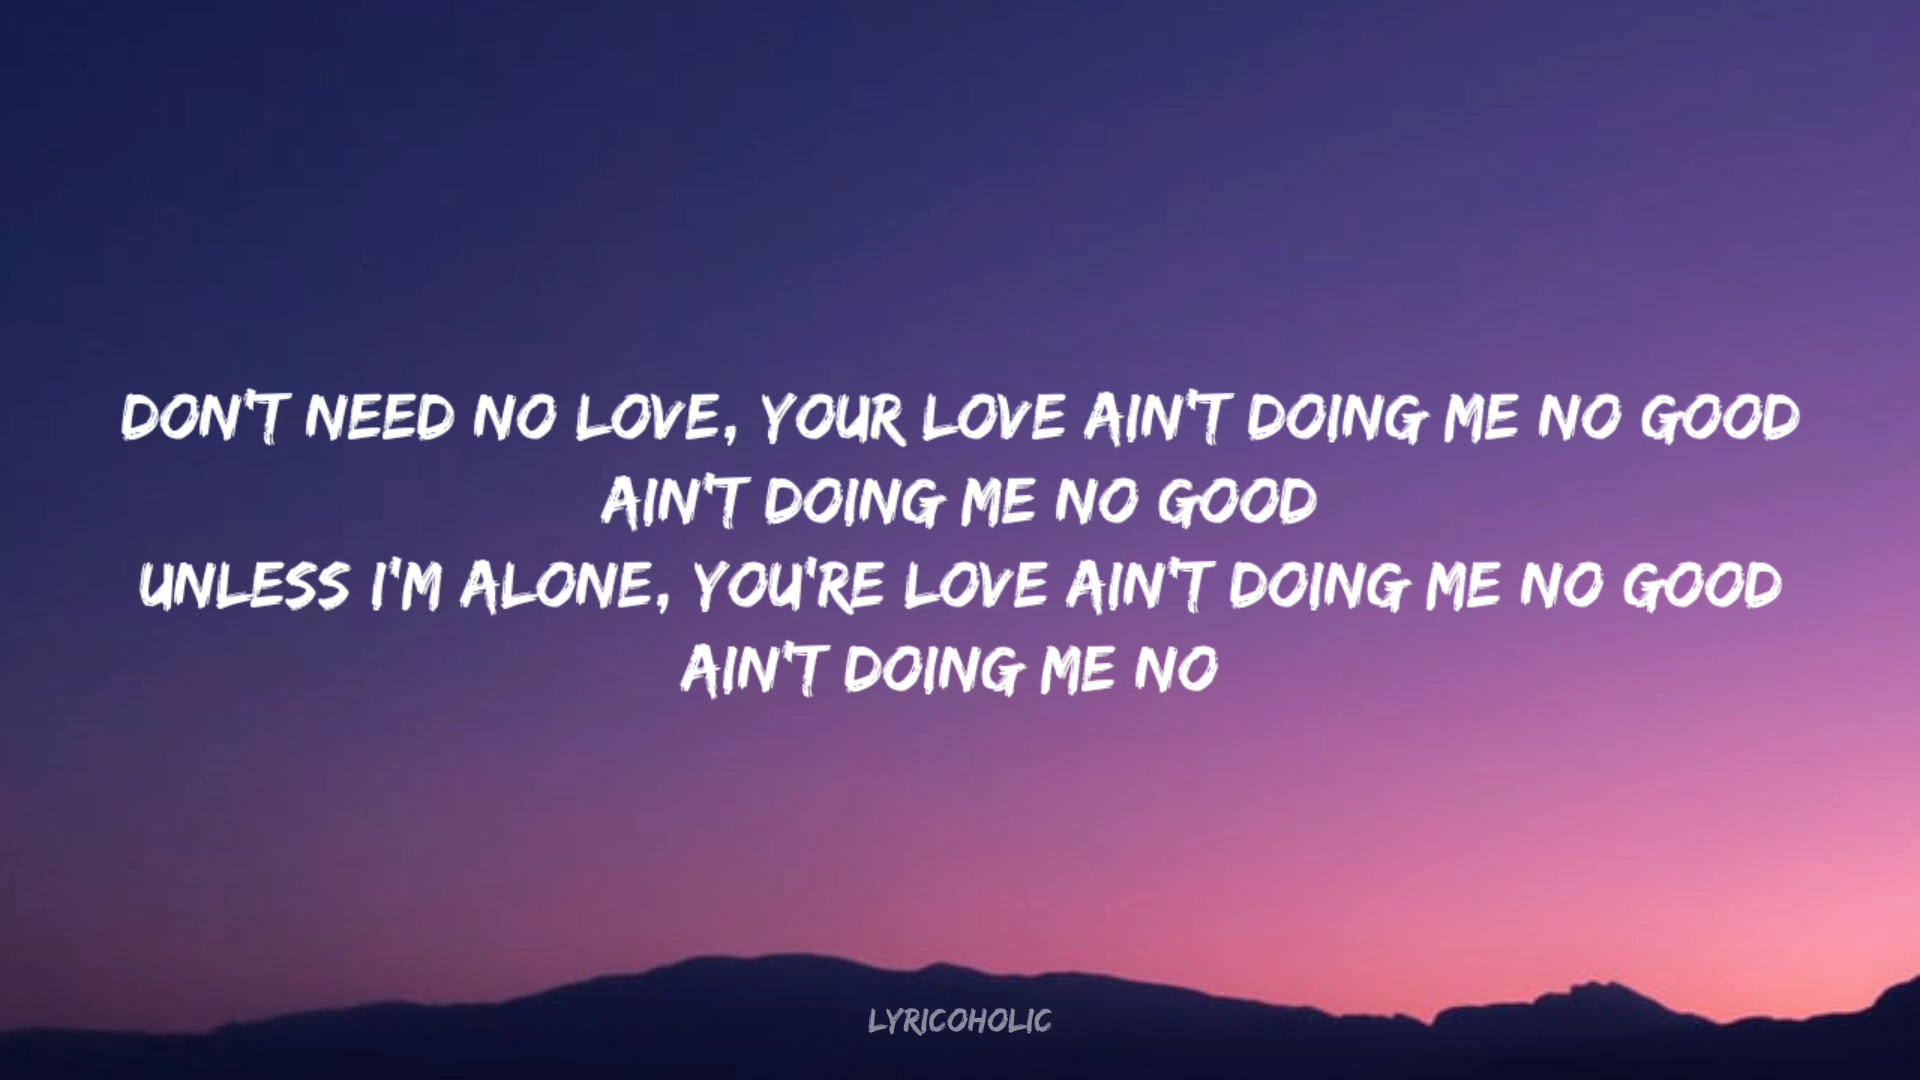 DON'T NEED NO LOVE, YOUR LOVE AIN'T DOING ME NO GOOD
AIN'T DOING ME NO GOOD
UNLESS I'M ALONE, YOU'RE LOVE AIN'T DOING ME NO GOOD
AIN'T DOING ME NO
LYRICOHOLIC